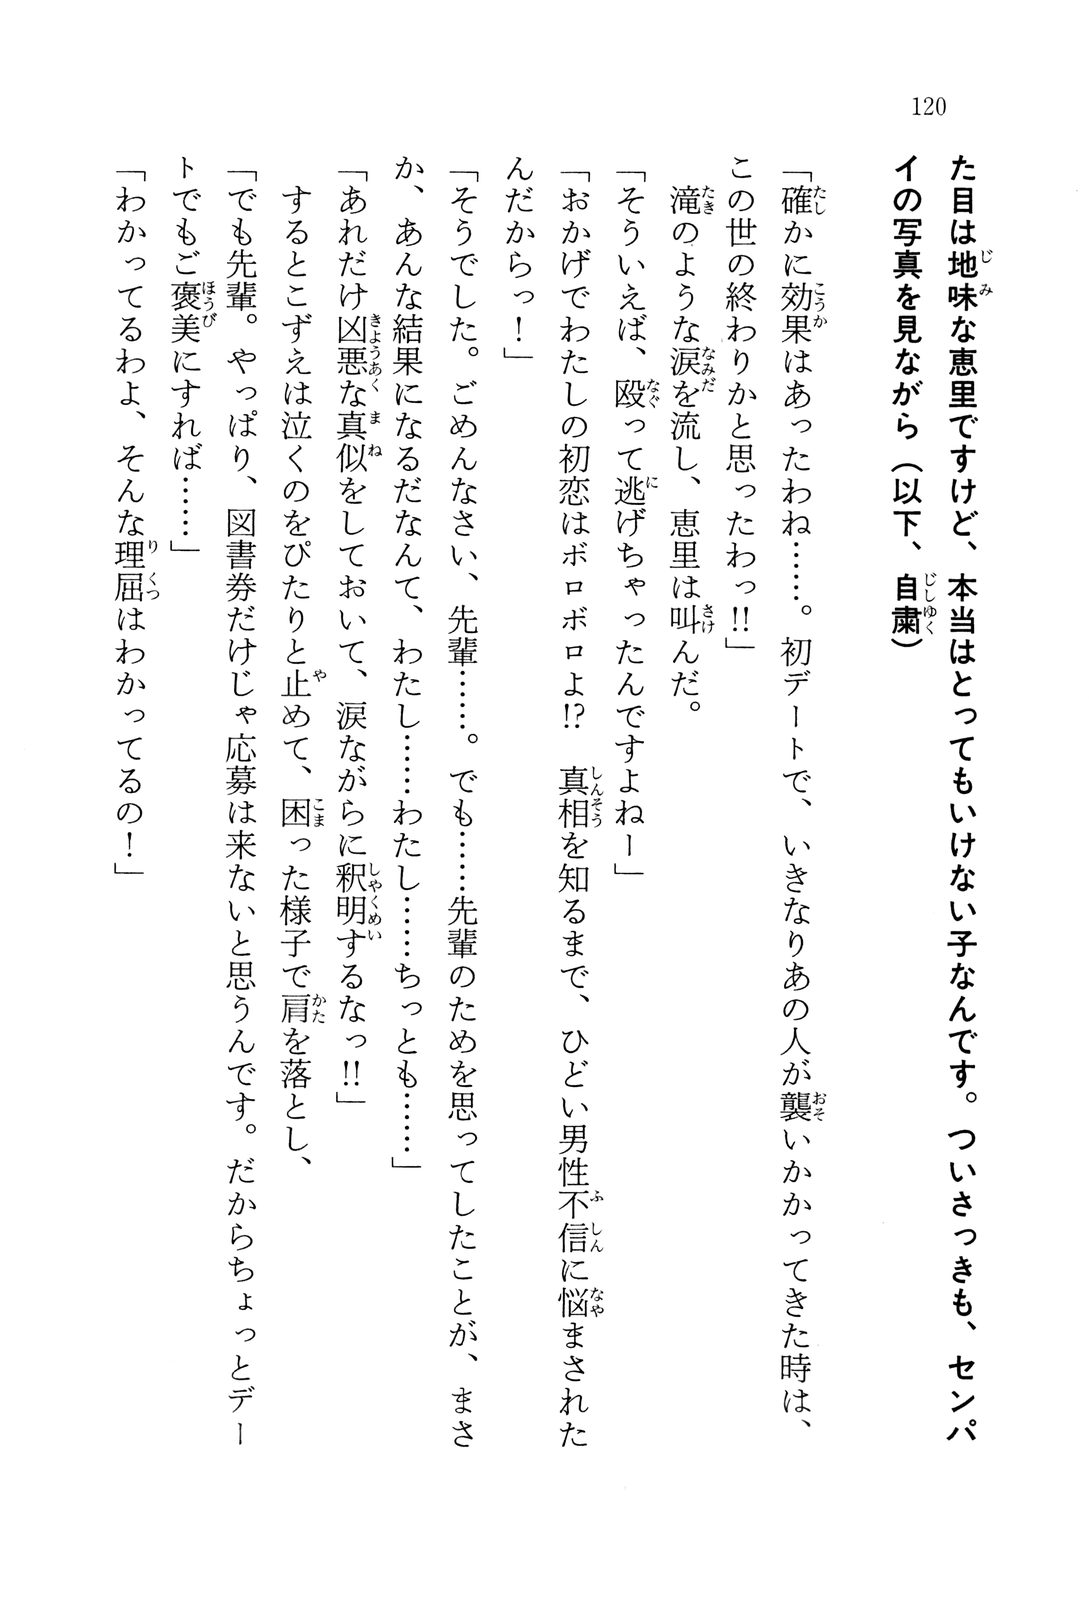 120
た目は地味な恵里ですけど、本当はとってもいけない子なんです。ついさっきも、センパ
イの写真を見ながら（以下、自粛）
「確かに効果はあったわね……。初デートで、いきなりあの人が襲いかかってきた時は、
この世の終わりかと思ったわっ!!」
滝のような涙を流し、恵里は叫んだ。
「そういえば、殴って逃げちゃったんですよねー」
「おかげでわたしの初恋はボロボロよ!?　真相を知るまで、ひどい男性不信に悩まされた
んだからっ！」
「そうでした。ごめんなさい、先輩……。でも……先輩のためを思ってしたことが、まさ
か、あんな結果になるだなんて、わたし……わたし……ちっとも……」
「あれだけ凶悪な真似をしておいて、涙ながらに釈明するなっ!!」
するとこずえは泣くのをぴたりと止めて、困った様子で肩を落とし、
「でも先輩。やっぱり、図書券だけじゃ応募は来ないと思うんです。だからちょっとデー
トでもご褒美にすれば……」
「わかってるわよ、そんな理屈はわかってるの！」